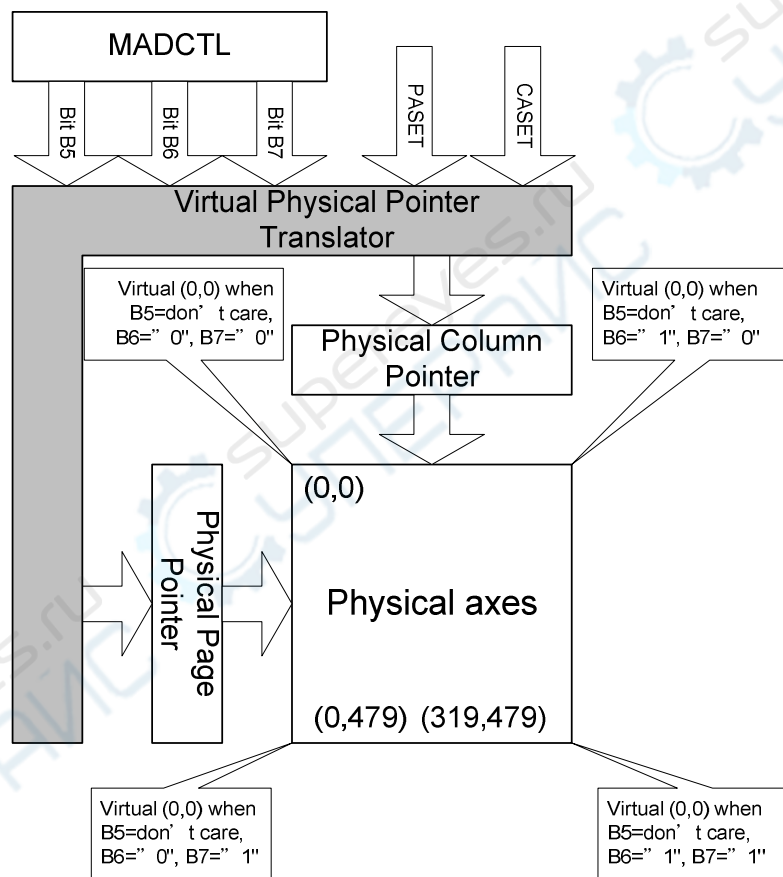 MADCTL
Bit B5
Bit B6
Bit B7
PASET
CASET
Virtual Physical Pointer
Translator
Virtual (0,0) when
B5=don’ t care,
B6=” 0", B7=” 0"
Virtual (0,0) when
B5=don’ t care,
B6=” 1", B7=” 0"
Physical Column
Pointer
(0,0)
Physical Page
Pointer
Physical axes
(0,479) (319,479)
Virtual (0,0) when
B5=don’ t care,
B6=” 0", B7=” 1"
Virtual (0,0) when
B5=don’ t care,
B6=” 1", B7=” 1"
supereyes.ru
СУПЕРАЙС